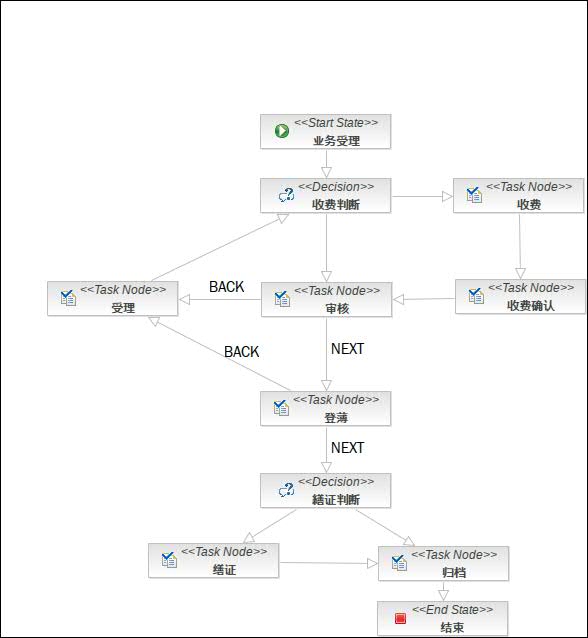 <<Start State>>
业务受理
<<Decision>>
收费判断
<<Task Node>>
收费
<<Task Node>>
受理
BACK
<<Task Node>>
审核
<<Task Node>>
收费确认
BACK
NEXT
<<Task Node>>
登薄
NEXT
<<Decision>>
繕证判断
<<Task Node>>
缮证
<<Task Node>>
归档
<<End State>>
结束